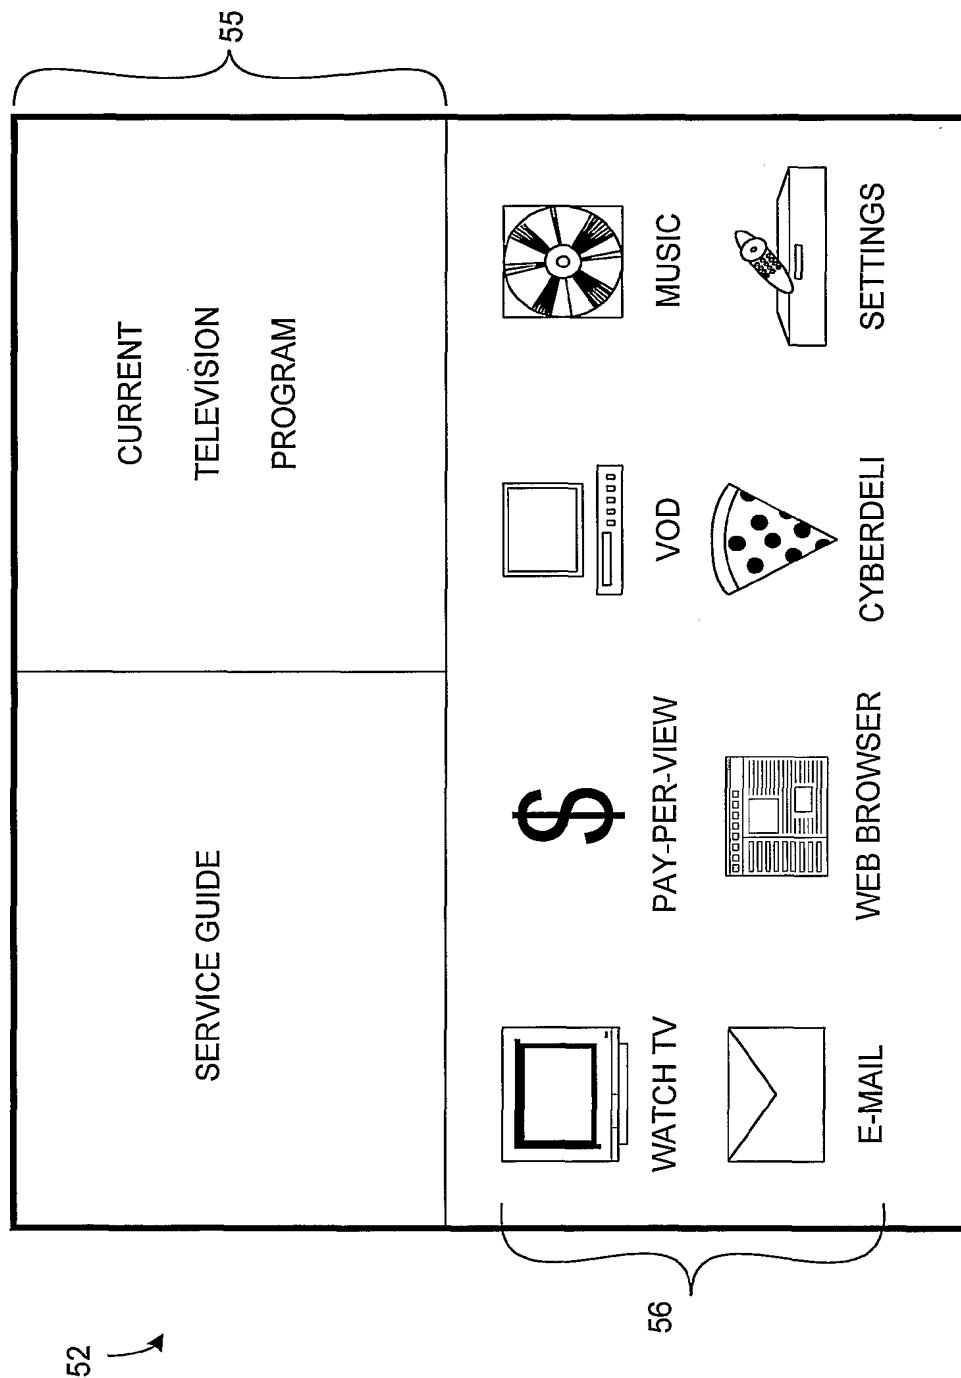 52
55
SERVICE GUIDE
CURRENT
TELEVISION
PROGRAM
56
WATCH TV
PAY-PER-VIEW
VOD
MUSIC
E-MAIL
WEB BROWSER
CYBERDELI
SETTINGS